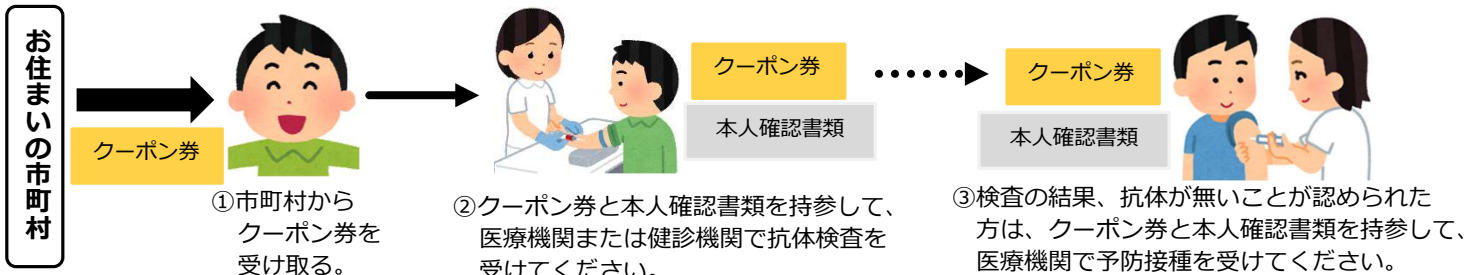 お住まいの市町村
クーポン券
①市町村から
クーポン券を
受け取る。
クーポン券
本人確認書類
②クーポン券と本人確認書類を持参して、
医療機関または健診機関で抗体検査を
受けてください。
クーポン券
本人確認書類
③検査の結果、抗体が無いことが認められた
方は、クーポン券と本人確認書類を持参して、
医療機関で予防接種を受けてください。